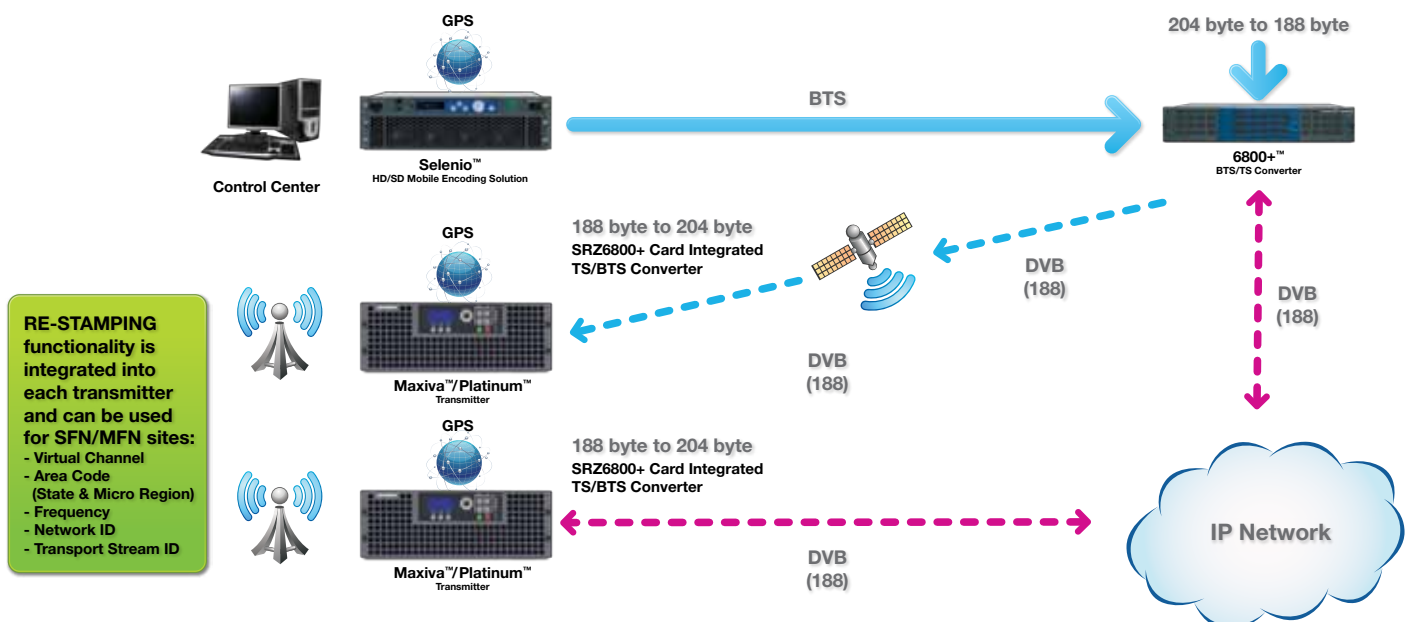 GPS
204 byte to 188 byte
BTS
Selenio™
HD/SD Mobile Encoding Solution
Control Center
6800+™
BTS/TS Converter
GPS
188 byte to 204 byte
SRZ6800+ Card Integrated
TS/BTS Converter
DVB
(188)
DVB
(188)
DVB
(188)
Maxiva™/Platinum™
Transmitter
RE-STAMPING
functionality is
integrated into
each transmitter
and can be used
for SFN/MFN sites:
- Virtual Channel
- Area Code
(State & Micro Region)
- Frequency
- Network ID
- Transport Stream ID
GPS
188 byte to 204 byte
SRZ6800+ Card Integrated
TS/BTS Converter
DVB
(188)
Maxiva™/Platinum™
Transmitter
IP Network